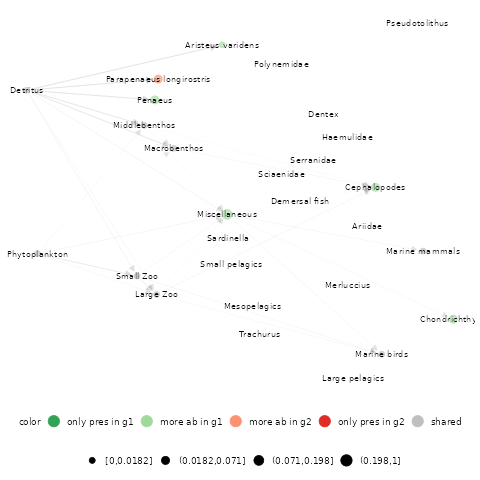 Pseudotolithus
Aristeus varidens
Polynemidae
Parapenaeus longirostris
Detritus
Penaeus
Dentex
Middlebenthos
Haemulidae
Macrobenthos
Serranidae
Sciaenidae
Cephalopodes
Demersal fish
Miscellaneous
Ariidae
Sardinella
Marine mammals
Phytoplankton
Small pelagics
Small Zoo
Merluccius
Large Zoo
Mesopelagics
Chondrichthy
Trachurus
Marine birds
Large pelagics
color only pres in g1 more ab in g1 more ab in g2 only pres in g2 shared
[0,0.0182] (0.0182,0.071] (0.071,0.198] (0.198,1]